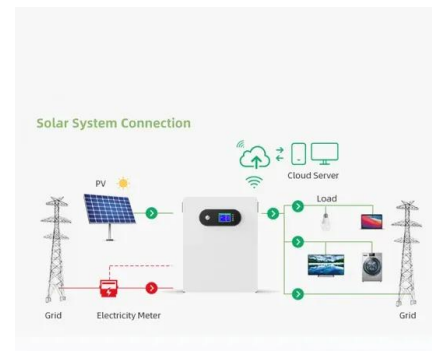 Solar System Connection
Cloud Server
PV
Load
Grid
Electricity Meter
Grid